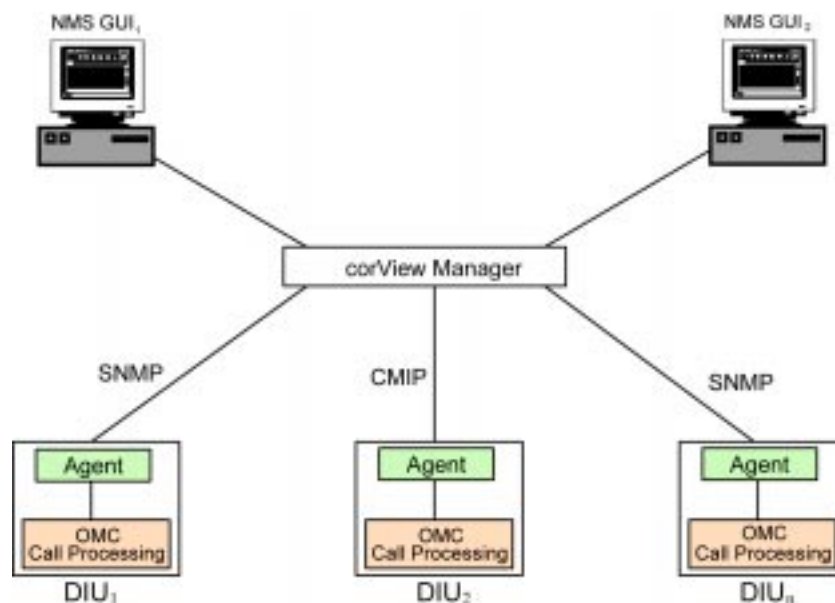 NMS GUI₁
NMS GUI₂
corView Manager
SNMP
CMIP
SNMP
Agent
Agent
Agent
OMC
Call Processing
OMC
Call Processing
OMC
Call Processing
DIU₁
DIU₂
DIUₙ